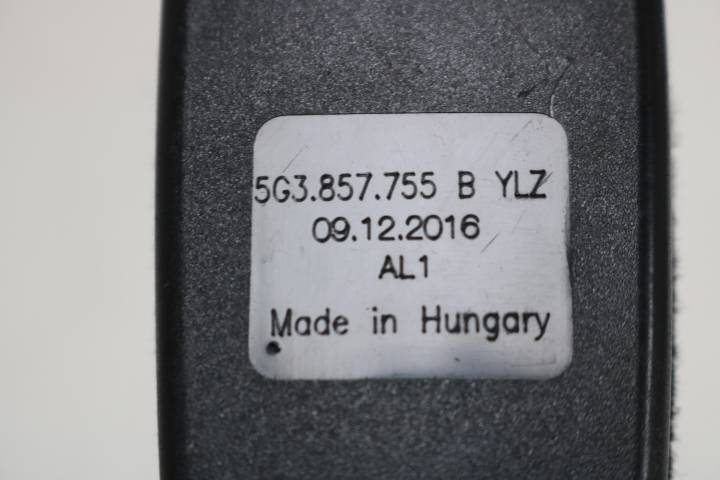 5G3.857.755 B YLZ
09.12.2016
AL1
Made in Hungary